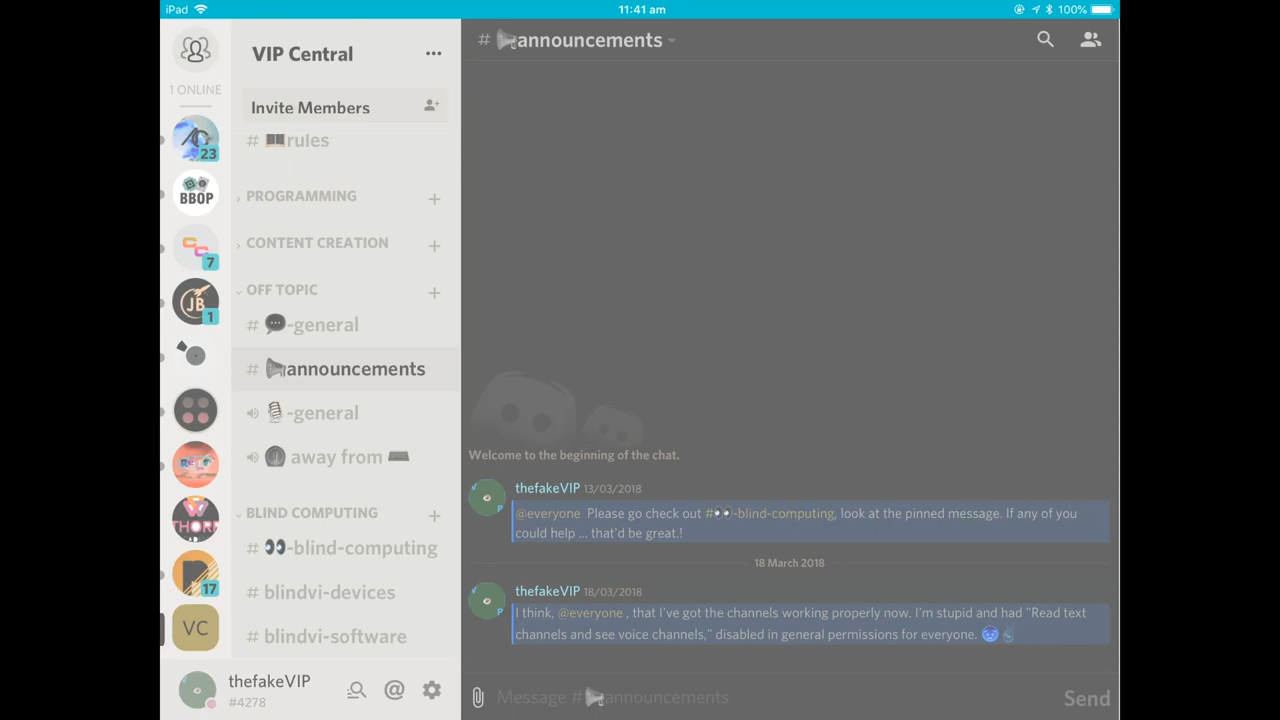 iPad
11:41 am
100%
1 ONLINE
23
BBOP
7
JB
1
17
VC
VIP Central
Invite Members
# 📖rules
PROGRAMMING
CONTENT CREATION
OFF TOPIC
# 💬-general
# 📢announcements
🎙-general
away from ⌨
BLIND COMPUTING
# 👀-blind-computing
# blindvi-devices
# blindvi-software
thefakeVIP
#4278
# 📢announcements
Welcome to the beginning of the chat.
thefakeVIP 13/03/2018
@everyone Please go check out #👀-blind-computing, look at the pinned message. If any of you
could help ... that'd be great.!
18 March 2018
thefakeVIP 18/03/2018
I think, @everyone , that I've got the channels working properly now. I'm stupid and had "Read text
channels and see voice channels," disabled in general permissions for everyone.
Message #📢announcements
Send